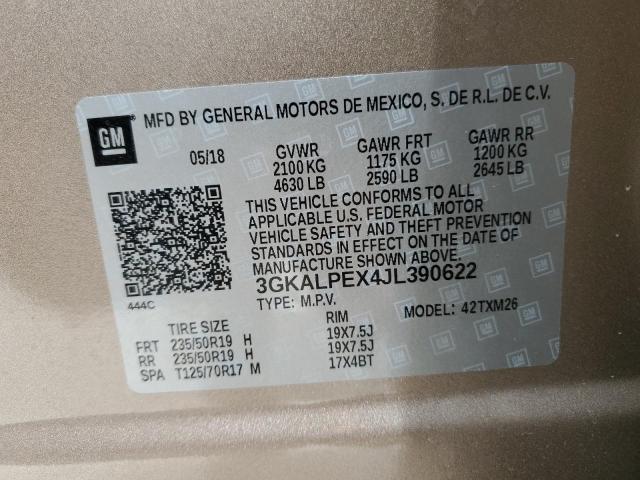 GM
MFD BY GENERAL MOTORS DE MEXICO, S. DE R.L. DE C.V.
05/18 GVWR GAWR FRT GAWR RR
2100 KG 1175 KG 1200 KG
4630 LB 2590 LB 2645 LB
THIS VEHICLE CONFORMS TO ALL
APPLICABLE U.S. FEDERAL MOTOR
VEHICLE SAFETY AND THEFT PREVENTION
STANDARDS IN EFFECT ON THE DATE OF
MANUFACTURE SHOWN ABOVE.
3GKALPEX4JL390622
444C
TYPE: M.P.V. MODEL: 42TXM26
TIRE SIZE RIM
FRT 235/50R19 H 19X7.5J
RR 235/50R19 H 19X7.5J
SPA T125/70R17 M 17X4BT